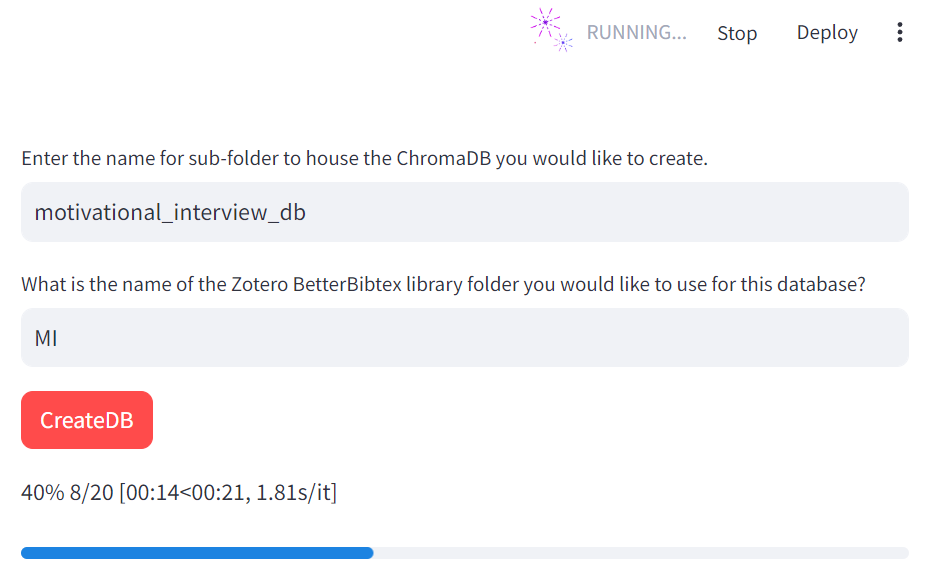 RUNNING... Stop Deploy
Enter the name for sub-folder to house the ChromaDB you would like to create.
motivational_interview_db
What is the name of the Zotero BetterBibtex library folder you would like to use for this database?
MI
CreateDB
40% 8/20 [00:14<00:21, 1.81s/it]